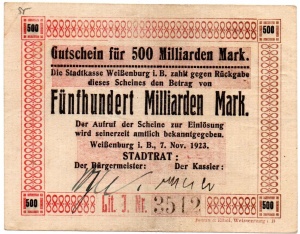 500 500
Gutschein für 500 Milliarden Mark.
Die Stadtkasse Weißenburg i. B. zahlt gegen Rückgabe
dieses Scheines den Betrag von
Fünfhundert Milliarden Mark.
Der Aufruf der Scheine zur Einlösung
wird seinerzeit amtlich bekanntgegeben.
Weißenburg i. B., 7. Nov. 1923.
STADTRAT:
Der Bürgermeister: Der Kassier:
Lit. J. Nr. 3512
500 500
Weissenburg i. B